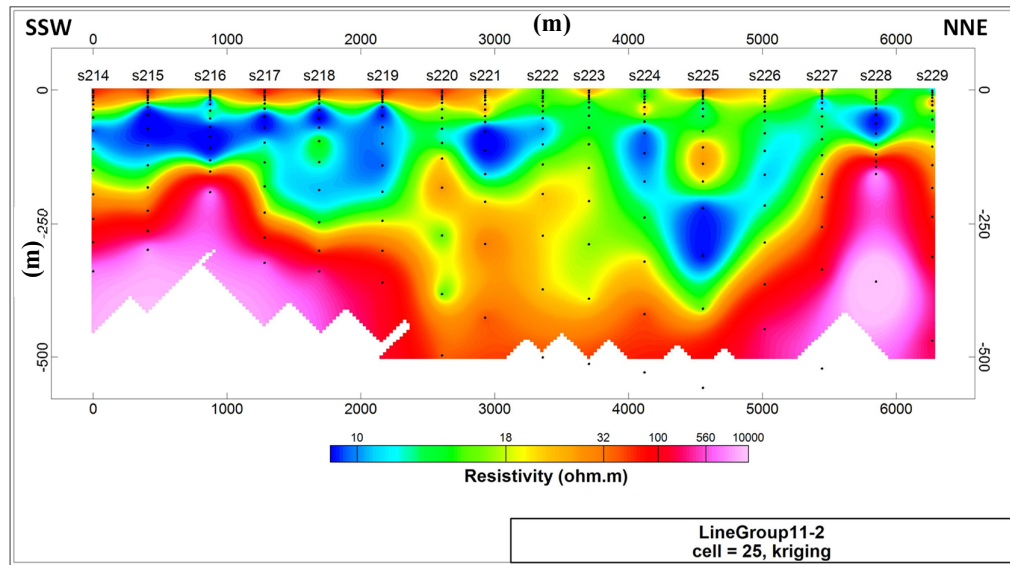 SSW (m) NNE
0 1000 2000 3000 4000 5000 6000
s214 s215 s216 s217 s218 s219 s220 s221 s222 s223 s224 s225 s226 s227 s228 s229
0 0
-250 -250
(m)
-500 -500
0 1000 2000 3000 4000 5000 6000
10 18 32 100 560 10000
Resistivity (ohm.m)
LineGroup11-2
cell = 25, kriging